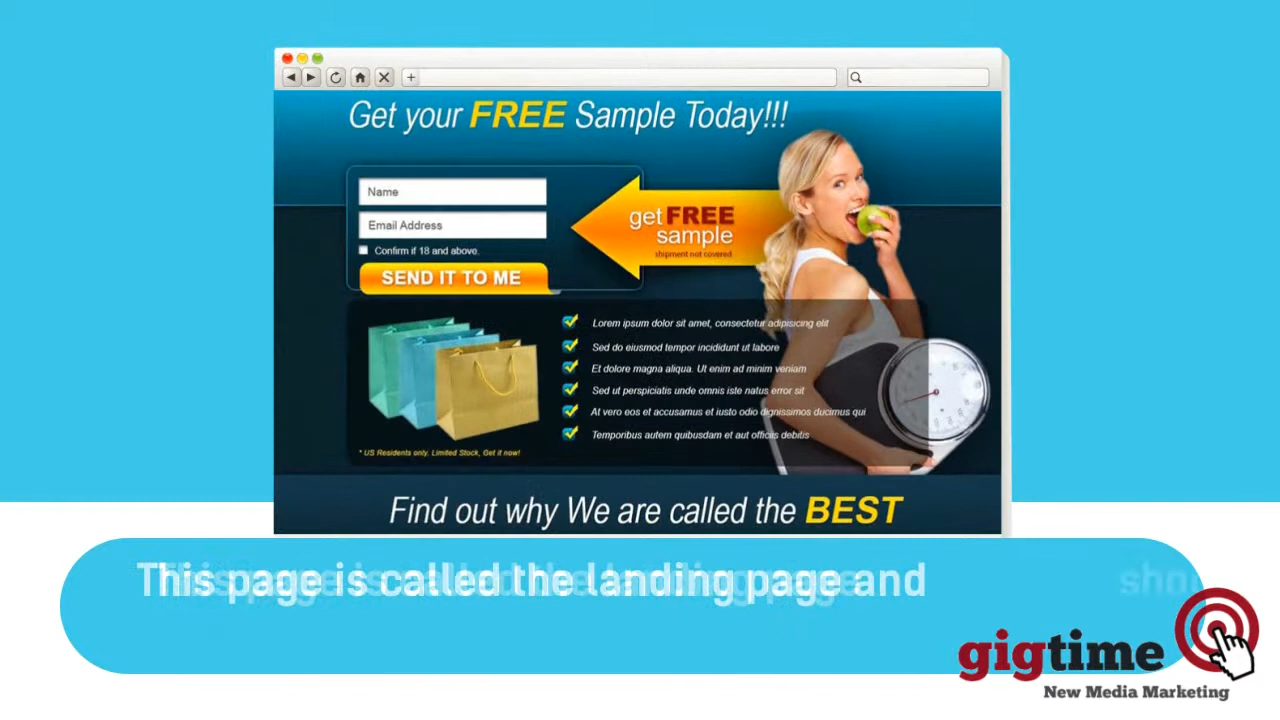 Get your FREE Sample Today!!!
Name
Email Address
Confirm if 18 and above.
SEND IT TO ME
get FREE
sample
shipment not covered
Lorem ipsum dolor sit amet, consectetur adipisicing elit
Sed do eiusmod tempor incididunt ut labore
Et dolore magna aliqua. Ut enim ad minim veniam
Sed ut perspiciatis unde omnis iste natus error sit
At vero eos et accusamus et iusto odio dignissimos ducimus qui
Temporibus autem quibusdam et aut officiis debitis
* US Residents only. Limited Stock, Get it now!
Find out why We are called the BEST
This page is called the landing page and
gigtime
New Media Marketing